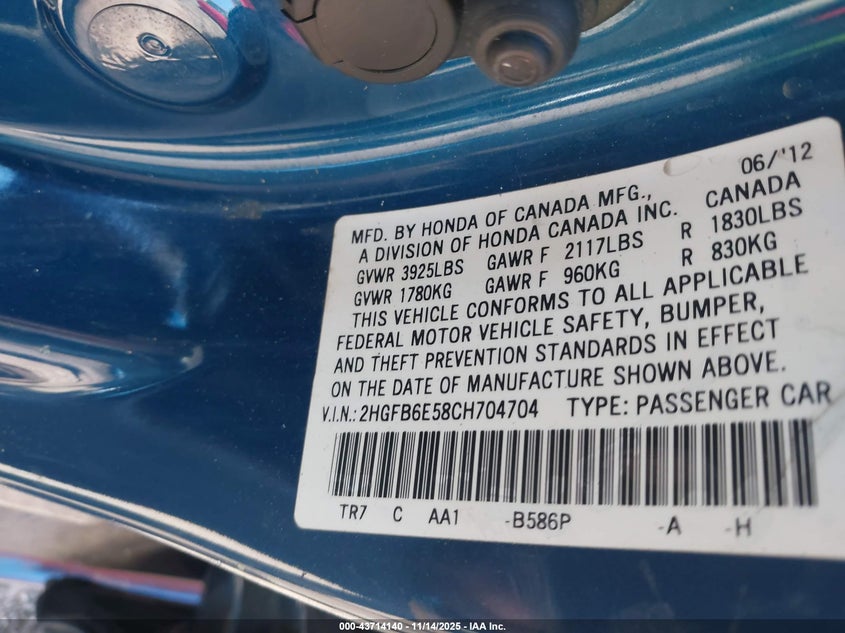 06/'12
MFD. BY HONDA OF CANADA MFG., CANADA
A DIVISION OF HONDA CANADA INC.
GVWR 3925LBS GAWR F 2117LBS R 1830LBS
GVWR 1780KG GAWR F 960KG R 830KG
THIS VEHICLE CONFORMS TO ALL APPLICABLE
FEDERAL MOTOR VEHICLE SAFETY, BUMPER,
AND THEFT PREVENTION STANDARDS IN EFFECT
ON THE DATE OF MANUFACTURE SHOWN ABOVE.
V.I.N.: 2HGFB6E58CH704704 TYPE: PASSENGER CAR
TR7 C AA1 -B586P -A -H
000-43714140 - 11/14/2025 - IAA Inc.